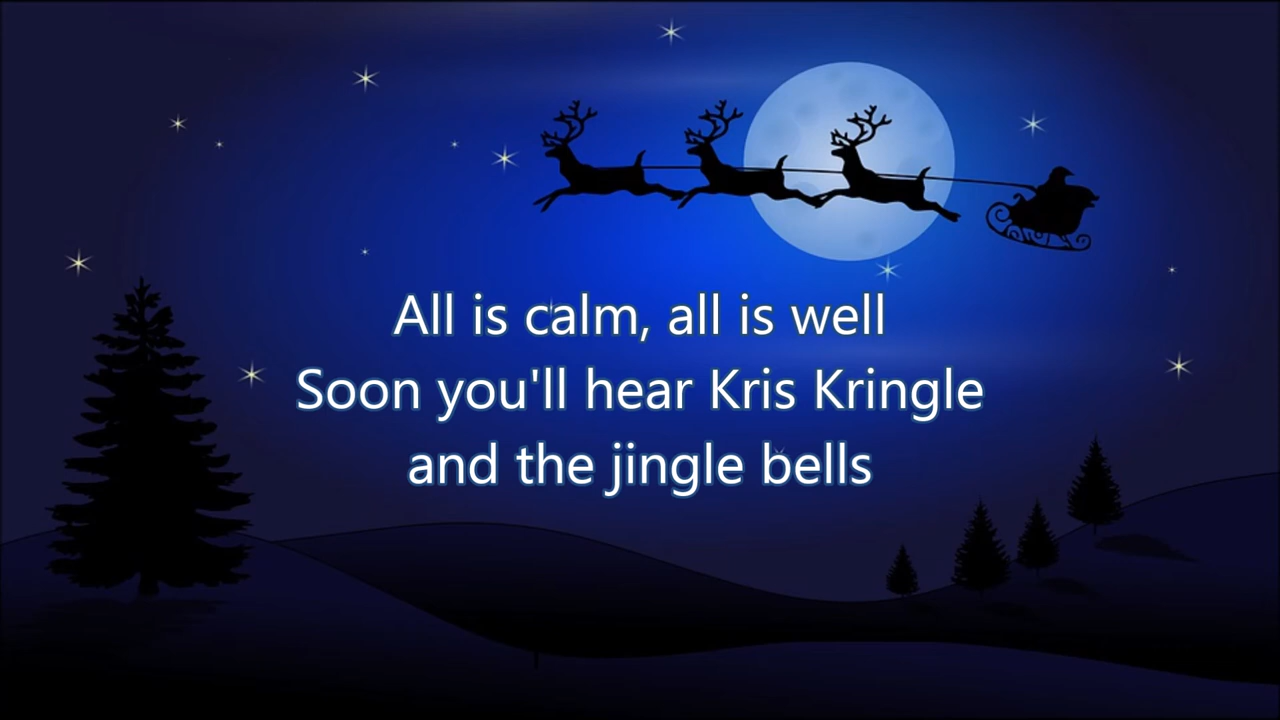 All is calm, all is well
Soon you'll hear Kris Kringle
and the jingle bells